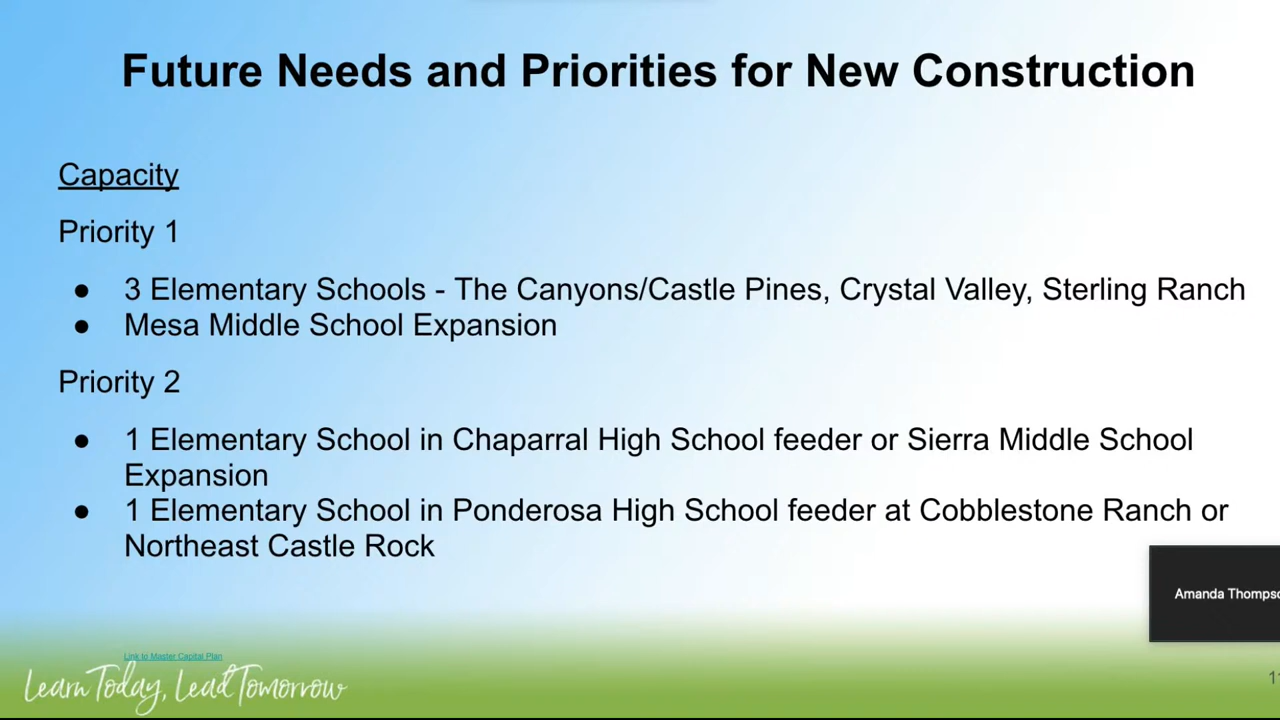 Future Needs and Priorities for New Construction
Capacity
Priority 1
● 3 Elementary Schools - The Canyons/Castle Pines, Crystal Valley, Sterling Ranch
● Mesa Middle School Expansion
Priority 2
● 1 Elementary School in Chaparral High School feeder or Sierra Middle School
Expansion
● 1 Elementary School in Ponderosa High School feeder at Cobblestone Ranch or
Northeast Castle Rock
Amanda
Link to Master Capital Plan
Learn Today, Lead Tomorrow